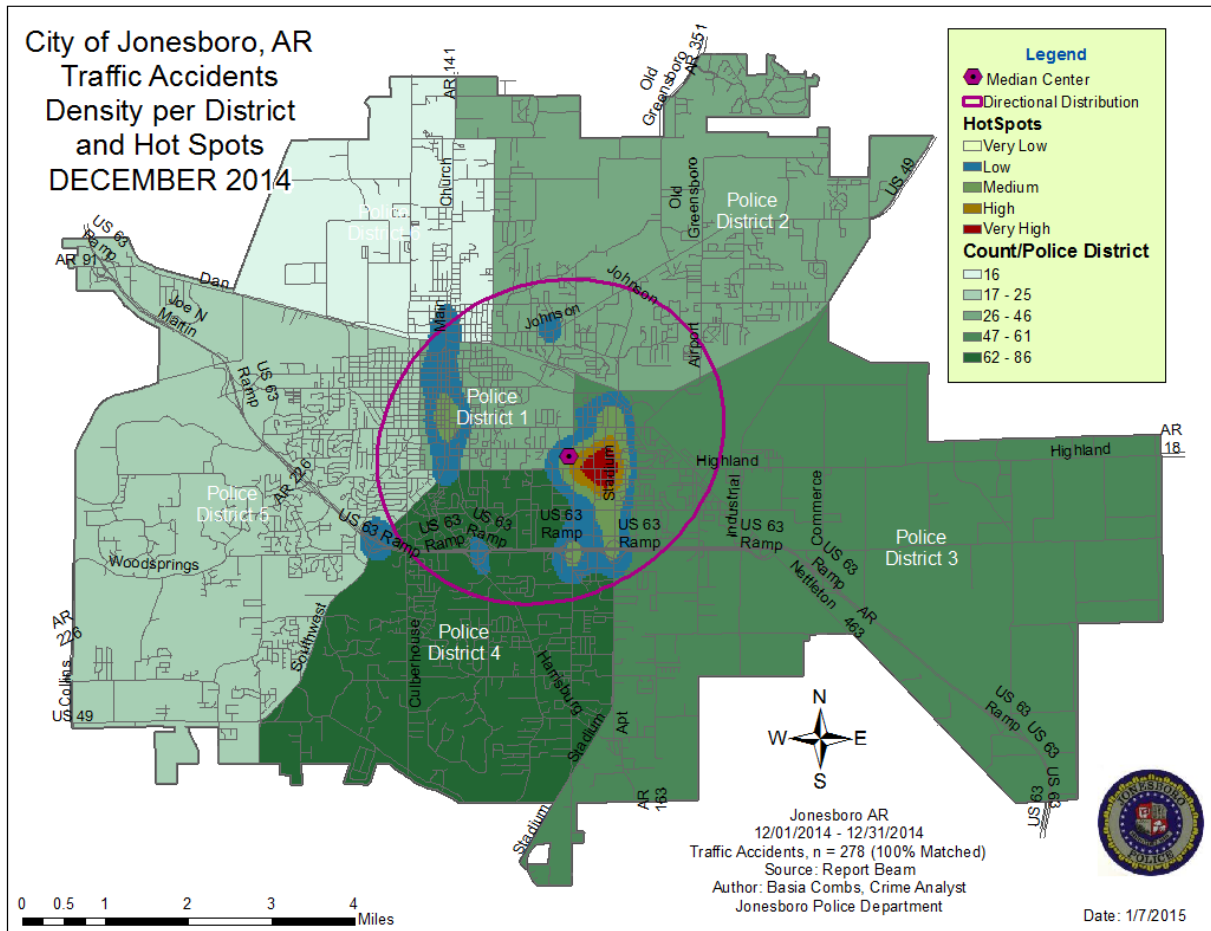 City of Jonesboro, AR
Traffic Accidents
Density per District
and Hot Spots
DECEMBER 2014
Legend
Median Center
Directional Distribution
HotSpots
Very Low
Low
Medium
High
Very High
Count/Police District
16
17 - 25
26 - 46
47 - 61
62 - 86
AR 141
Church
Old
Greensboro
AR 351
US 49
Old
Greensboro
Police
District 2
Police
District 6
US 63
Ramp
AR 91
Dan
Joe N
Martin
Main
Johnson
Johnson
Airport
US 63
Ramp
Police
District 1
Stadium
Highland
Highland
AR
18
Industrial
Commerce
AR 226
Police
District 5
US 63 Ramp
US 63
Ramp
US 63
Ramp
US 63
Ramp
US 63
Ramp
US 63
Ramp
US 63
Ramp
Police
District 3
Woodsprings
Nettleton
AR
463
AR
226
Collins
US 49
Southwest
Culberhouse
Police
District 4
Harrisburg
Stadium
Apt
AR
163
Stadium
US 63
Ramp
US 63
US 63
US 63
N
W
E
S
JONESBORO
POLICE
Jonesboro AR
12/01/2014 - 12/31/2014
Traffic Accidents, n = 278 (100% Matched)
Source: Report Beam
Author: Basia Combs, Crime Analyst
Jonesboro Police Department
Date: 1/7/2015
0 0.5 1 2 3 4
Miles